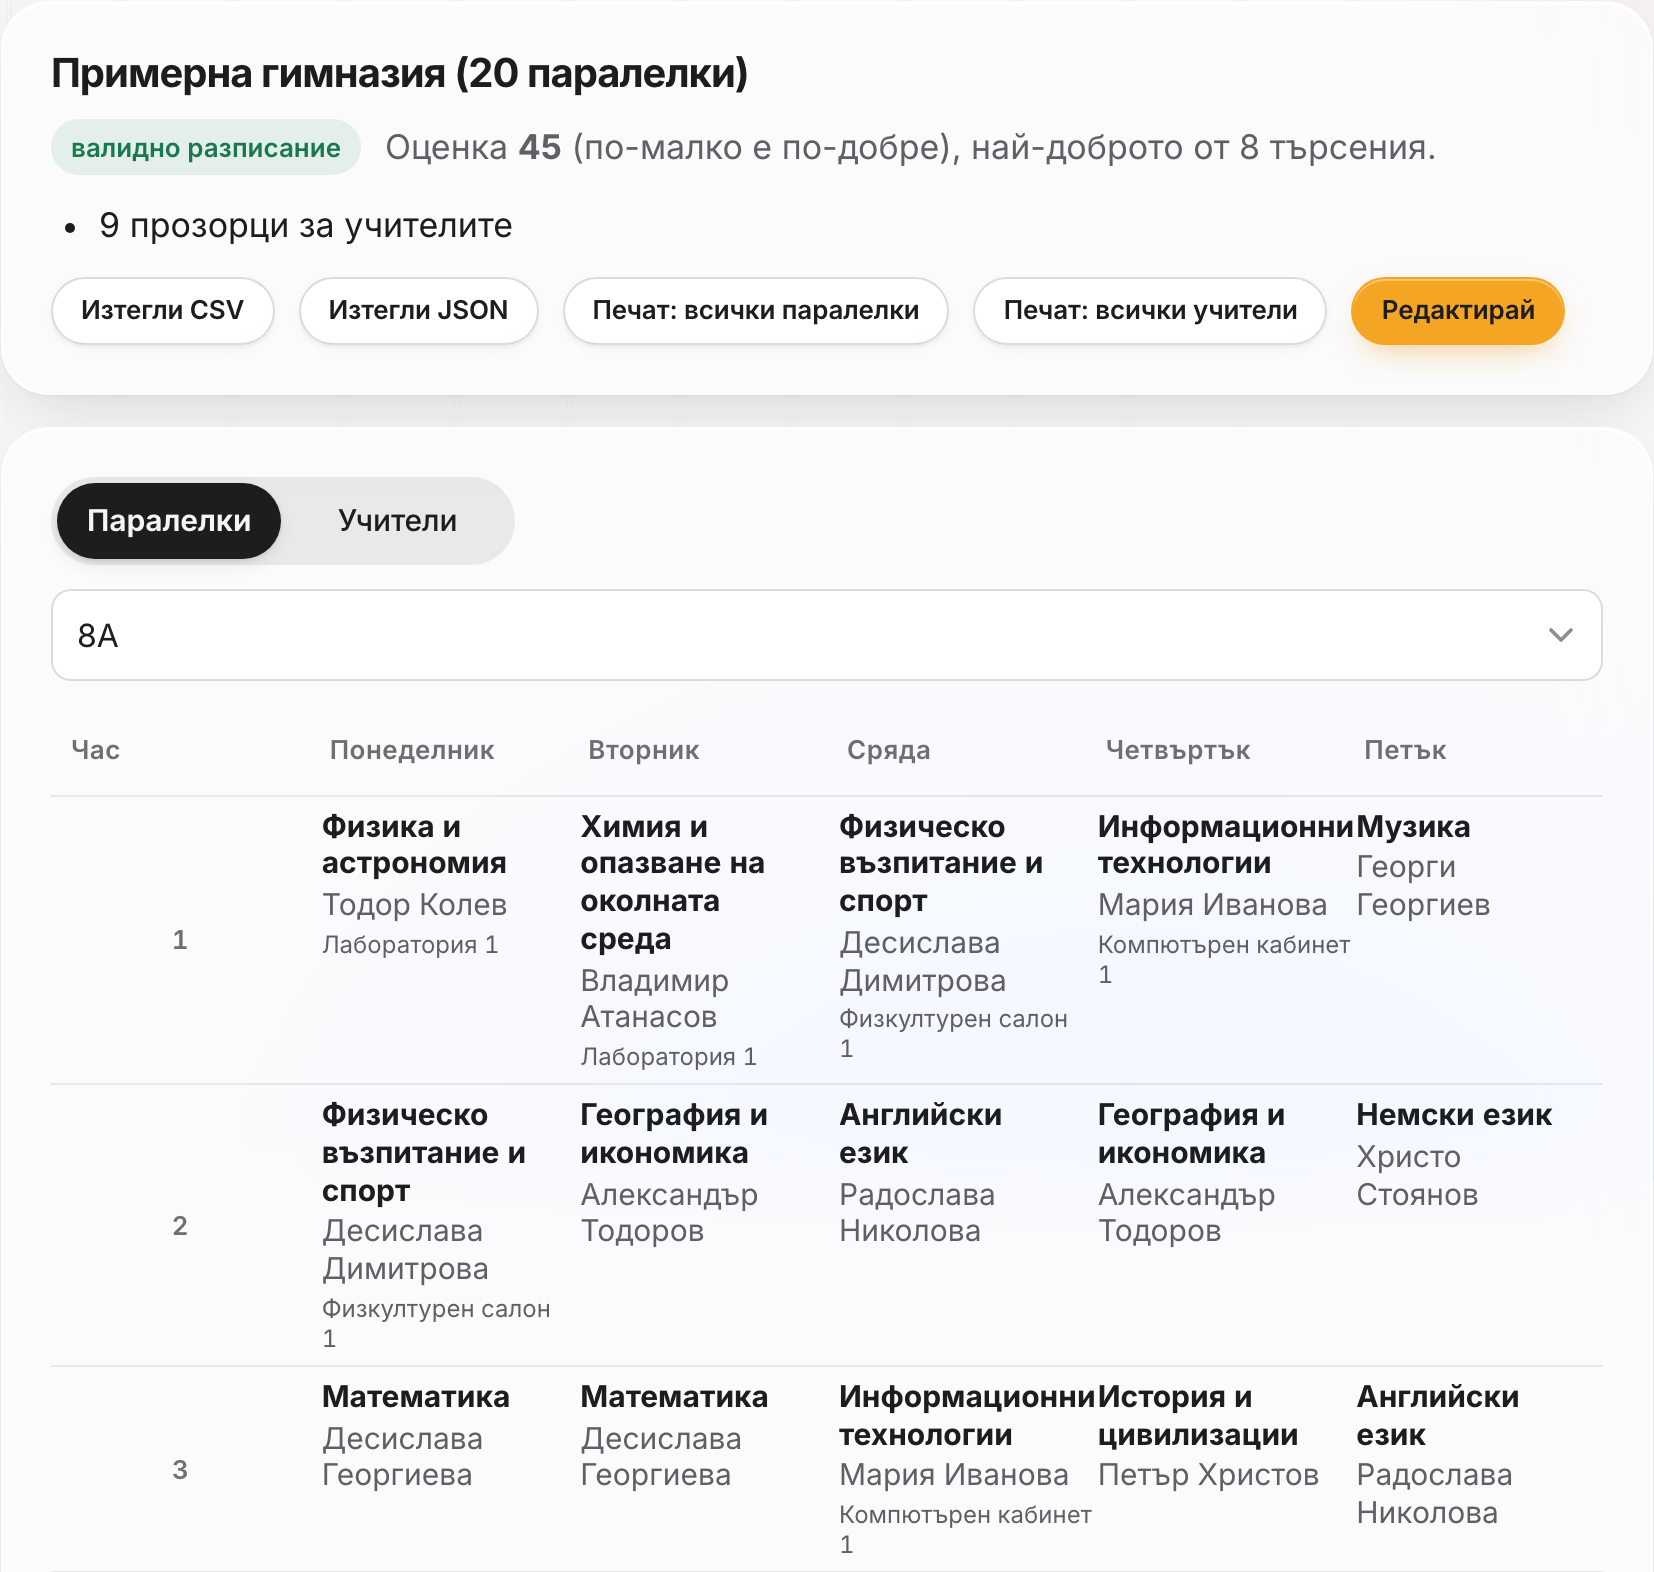 Примерна гимназия (20 паралелки)
валидно разписание Оценка 45 (по-малко е по-добре), най-доброто от 8 търсения.
• 9 прозорци за учителите
Изтегли CSV Изтегли JSON Печат: всички паралелки Печат: всички учители Редактирай
Паралелки Учители
8А
Час Понеделник Вторник Сряда Четвъртък Петък
1
Физика и
астрономия
Тодор Колев
Лаборатория 1
Химия и
опазване на
околната
среда
Владимир
Атанасов
Лаборатория 1
Физическо
възпитание и
спорт
Десислава
Димитрова
Физкултурен салон
1
Информационни
технологии
Мария Иванова
Компютърен кабинет
1
Музика
Георги
Георгиев
2
Физическо
възпитание и
спорт
Десислава
Димитрова
Физкултурен салон
1
География и
икономика
Александър
Тодоров
Английски
език
Радослава
Николова
География и
икономика
Александър
Тодоров
Немски език
Христо
Стоянов
3
Математика
Десислава
Георгиева
Математика
Десислава
Георгиева
Информационни
технологии
Мария Иванова
Компютърен кабинет
1
История и
цивилизации
Петър Христов
Английски
език
Радослава
Николова